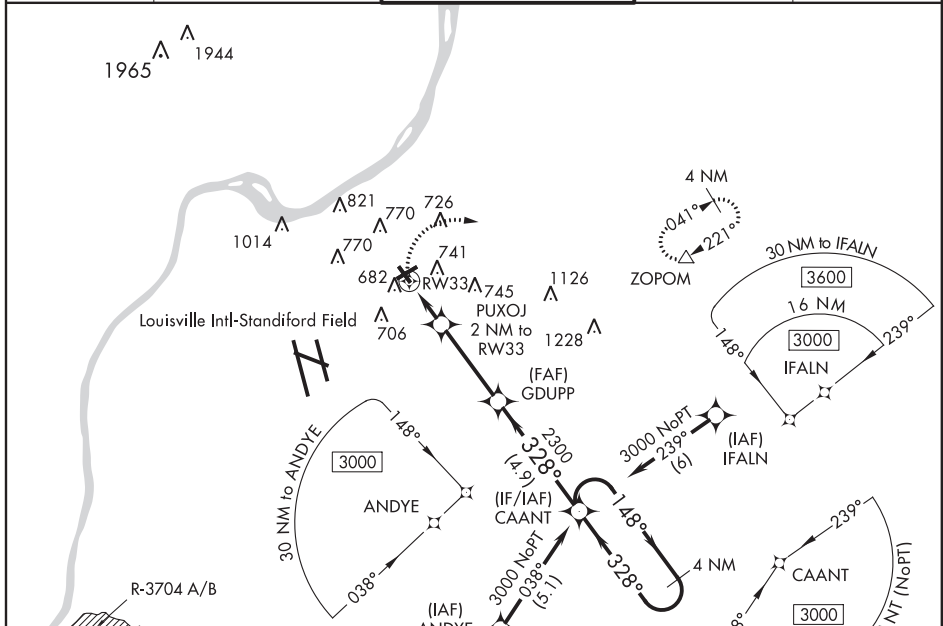 1944
1965
4 NM
041°
221°
ZOPOM
821
726
770
1014
770
741
682
RW33
745
1126
PUXOJ
2 NM to
RW33
706
1228
Louisville Intl-Standiford Field
30 NM to IFALN
3600
16 NM
3000
IFALN
148°
239°
(FAF)
GDUPP
30 NM to ANDYE
148°
3000
ANDYE
038°
2300
328°
(4.9)
3000 NoPT
239°
(6)
(IAF)
IFALN
(IF/IAF)
CAANT
148°
328°
4 NM
3000 NoPT
038°
(5.1)
239°
CAANT
3000
NT (NoPT)
8°
R-3704 A/B
(IAF)
ANDYE